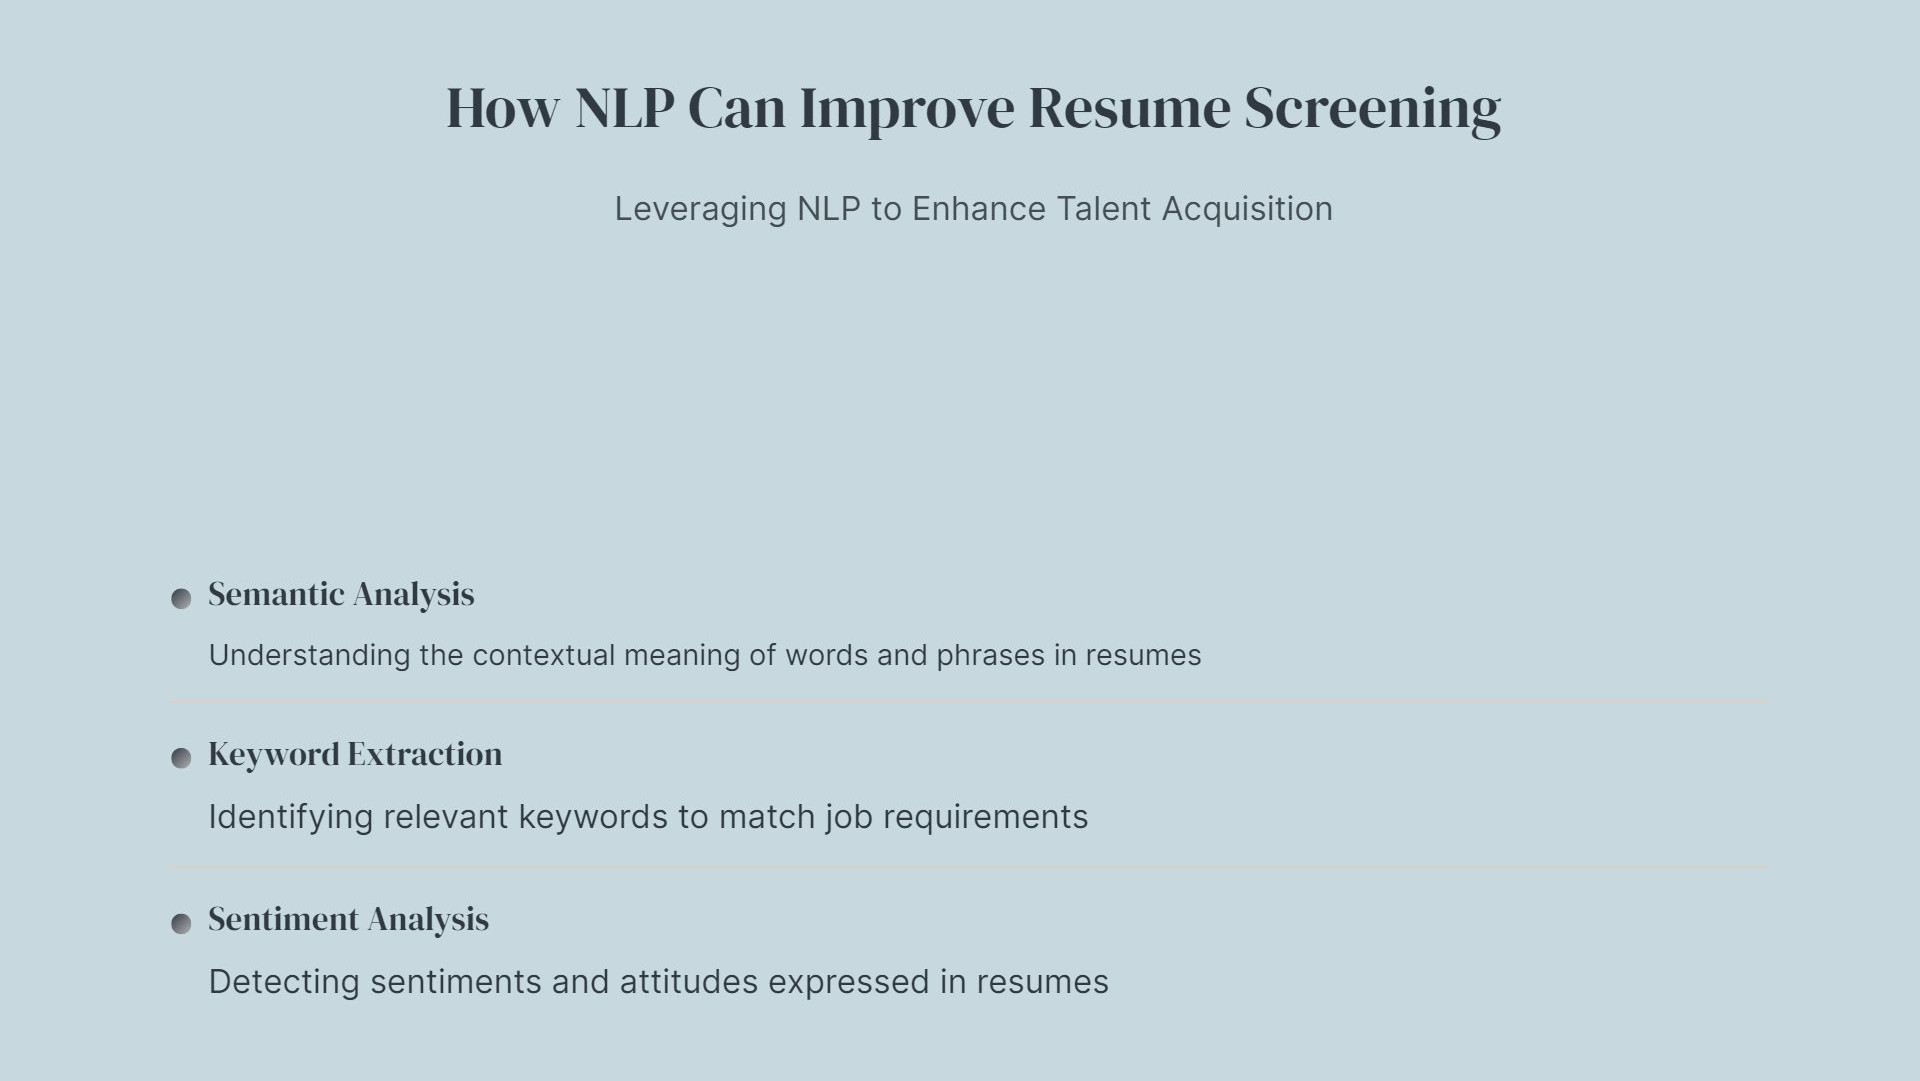 How NLP Can Improve Resume Screening
Leveraging NLP to Enhance Talent Acquisition
Semantic Analysis
Understanding the contextual meaning of words and phrases in resumes
Keyword Extraction
Identifying relevant keywords to match job requirements
Sentiment Analysis
Detecting sentiments and attitudes expressed in resumes